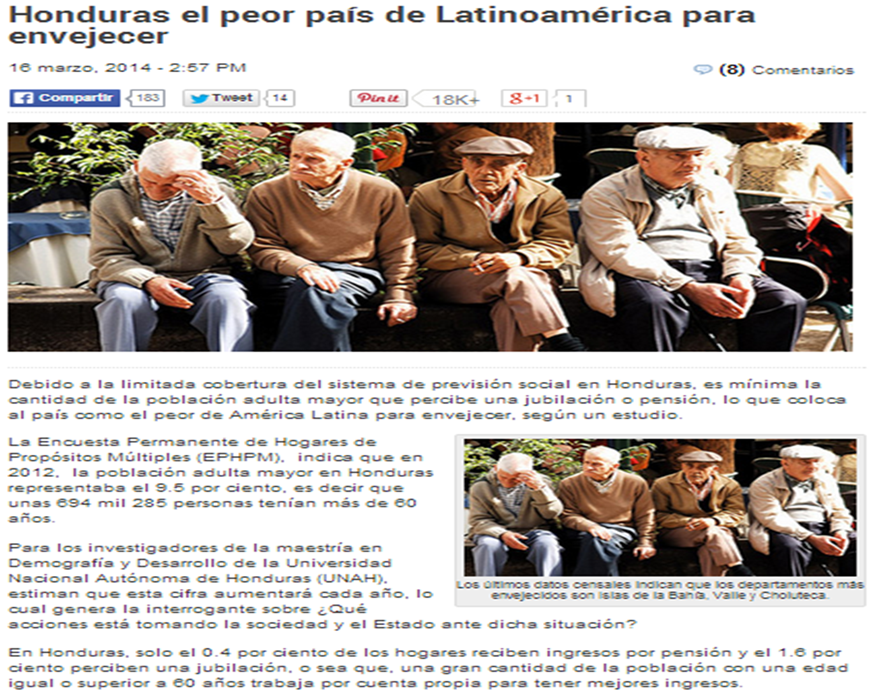 Honduras el peor país de Latinoamérica para
envejecer
16 marzo, 2014 - 2:57 PM
(8) Comentarios
Compartir 183
Tweet 14
Pin it 18K+
8+1 1
Debido a la limitada cobertura del sistema de previsión social en Honduras, es mínima la
cantidad de la población adulta mayor que percibe una jubilación o pensión, lo que coloca
al país como el peor de América Latina para envejecer, según un estudio.
La Encuesta Permanente de Hogares de
Propósitos Múltiples (EPHPM), indica que en
2012, la población adulta mayor en Honduras
representaba el 9.5 por ciento, es decir que
unas 694 mil 285 personas tenían más de 60
años.
Los últimos datos censales indican que los departamentos más
envejecidos son Islas de la Bahía, Valle y Choluteca.
Para los investigadores de la maestría en
Demografía y Desarrollo de la Universidad
Nacional Autónoma de Honduras (UNAH),
estiman que esta cifra aumentará cada año, lo
cual genera la interrogante sobre ¿Qué
acciones está tomando la sociedad y el Estado ante dicha situación?
En Honduras, solo el 0.4 por ciento de los hogares reciben ingresos por pensión y el 1.6 por
ciento perciben una jubilación, o sea que, una gran cantidad de la población con una edad
igual o superior a 60 años trabaja por cuenta propia para tener mejores ingresos.